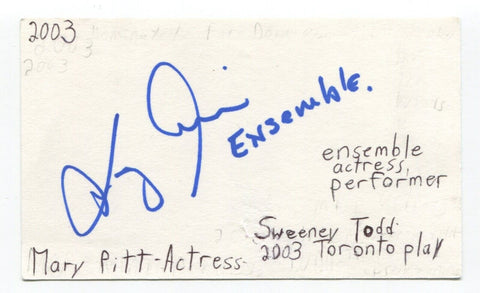 2003
2003
2003
Ensemble.
ensemble
actress,
performer
Sweeney Todd
2003 Toronto play
Mary Pitt-Actress